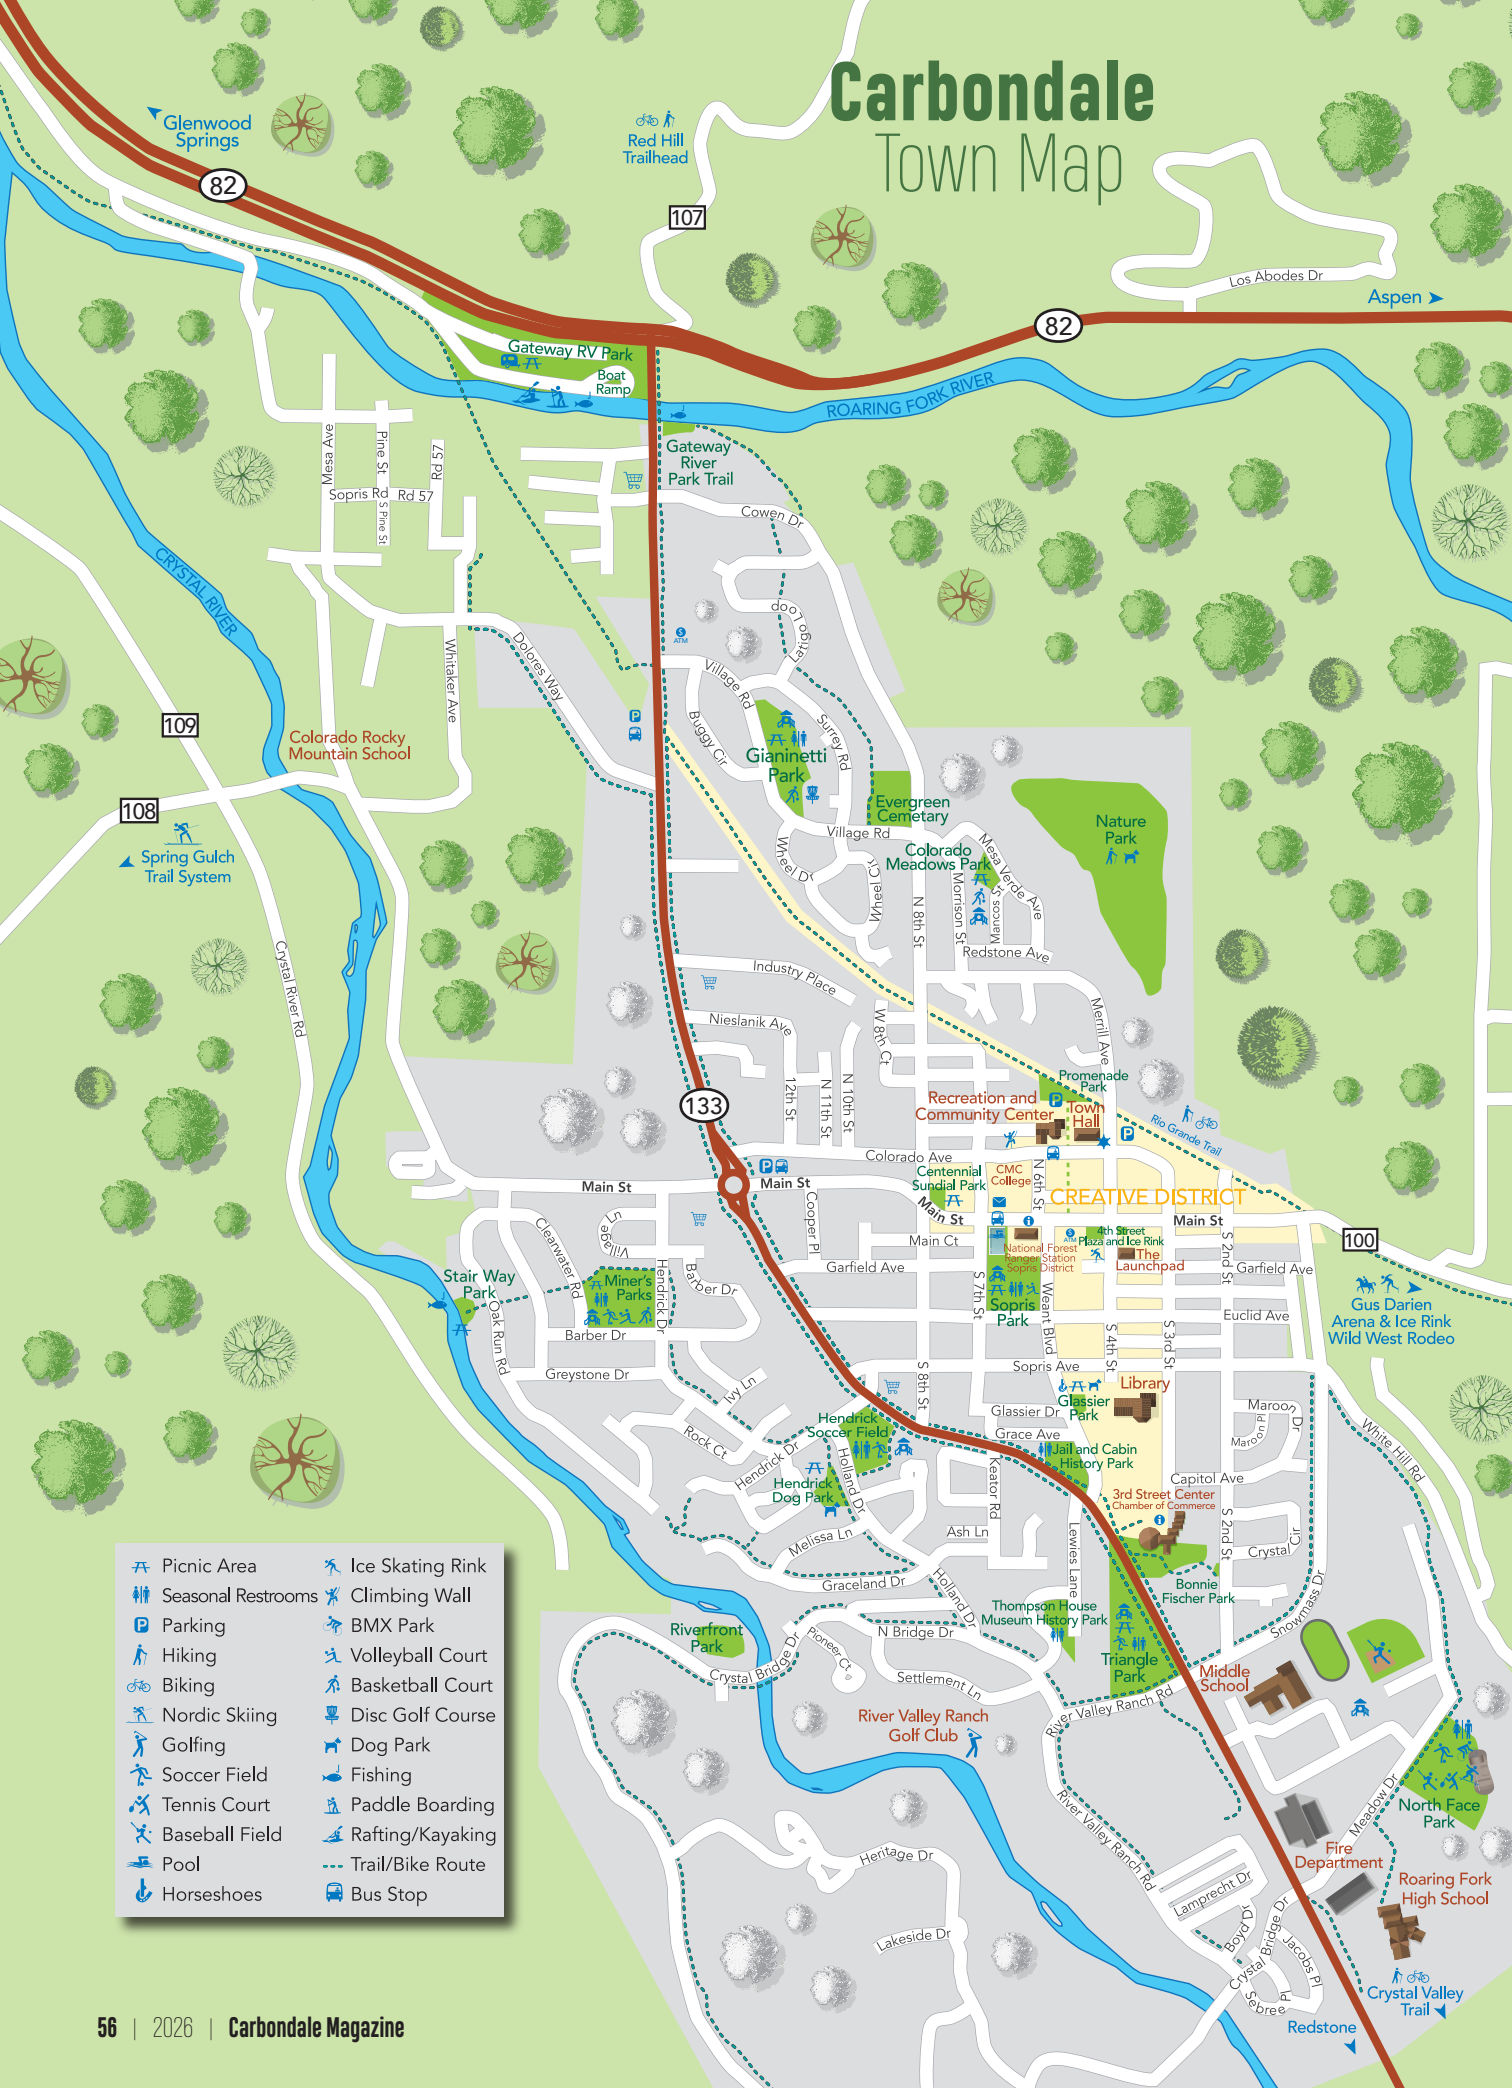 Carbondale
Town Map
Glenwood
Springs
82
Red Hill
Trailhead
107
Los Abodes Dr
Aspen
82
Gateway RV Park
Boat
Ramp
ROARING FORK RIVER
Gateway
River
Park Trail
Mesa Ave
Pine St
Rd 57
Sopris Rd
Rd 57
S Pine St
Cowen Dr
CRYSTAL RIVER
Latigo Loop
ATM
Dolores Way
Whitaker Ave
Village Rd
Buggy Cir
Surrey Rd
Gianinetti
Park
109
Colorado Rocky
Mountain School
108
Spring Gulch
Trail System
Evergreen
Cemetary
Village Rd
Wheel Dr
Wheel Cir
Colorado
Meadows Park
Mesa Verde Ave
Morrison St
Mancos St
Redstone Ave
Nature
Park
N 8th St
Industry Place
Crystal River Rd
Nieslanik Ave
W 8th Ct
Merrill Ave
12th St
N 11th St
N 10th St
133
Promenade
Park
Recreation and
Community Center
Town
Hall
Rio Grande Trail
Colorado Ave
Centennial
Sundial Park
CMC
College
N 6th St
CREATIVE DISTRICT
Main St
Main St
Main St
Main St
Cooper Pl
Main Ct
Garfield Ave
National Forest
Ranger Station
Sopris District
ATM
4th Street
Plaza and Ice Rink
The
Launchpad
S 2nd St
Garfield Ave
100
Gus Darien
Arena & Ice Rink
Wild West Rodeo
Village Ln
Clearwater Rd
Stair Way
Park
Miner's
Parks
Hendrick Dr
Barber Dr
Oak Run Rd
Barber Dr
Greystone Dr
S 7th St
Sopris
Park
Weant Blvd
S 4th St
S 3rd St
Euclid Ave
Sopris Ave
S 8th St
Ivy Ln
Glassier Dr
Glassier
Park
Library
Grace Ave
Maroon Dr
Maroon Pl
White Hill Rd
Hendrick
Soccer Field
Rock Ct
Hendrick Dr
Holland Dr
Hendrick
Dog Park
Jail and Cabin
History Park
Keator Rd
Capitol Ave
3rd Street Center
Chamber of Commerce
Ash Ln
Melissa Ln
Lewies Lane
S 2nd St
Crystal Cir
Graceland Dr
Holland Dr
Bonnie
Fischer Park
Thompson House
Museum History Park
Snowmass Dr
Riverfront
Park
Crystal Bridge Dr
Pioneer Ct
N Bridge Dr
Settlement Ln
Triangle
Park
Middle
School
River Valley Ranch Rd
River Valley Ranch
Golf Club
River Valley Ranch Rd
Meadow Dr
North Face
Park
Fire
Department
Heritage Dr
Lamprecht Dr
Roaring Fork
High School
Lakeside Dr
Boyd Dr
Crystal Bridge Dr
Jacobs Pl
Sebree Pl
Crystal Valley
Trail
Redstone
Picnic Area
Seasonal Restrooms
Parking
Hiking
Biking
Nordic Skiing
Golfing
Soccer Field
Tennis Court
Baseball Field
Pool
Horseshoes
Ice Skating Rink
Climbing Wall
BMX Park
Volleyball Court
Basketball Court
Disc Golf Course
Dog Park
Fishing
Paddle Boarding
Rafting/Kayaking
Trail/Bike Route
Bus Stop
56 | 2026 | Carbondale Magazine